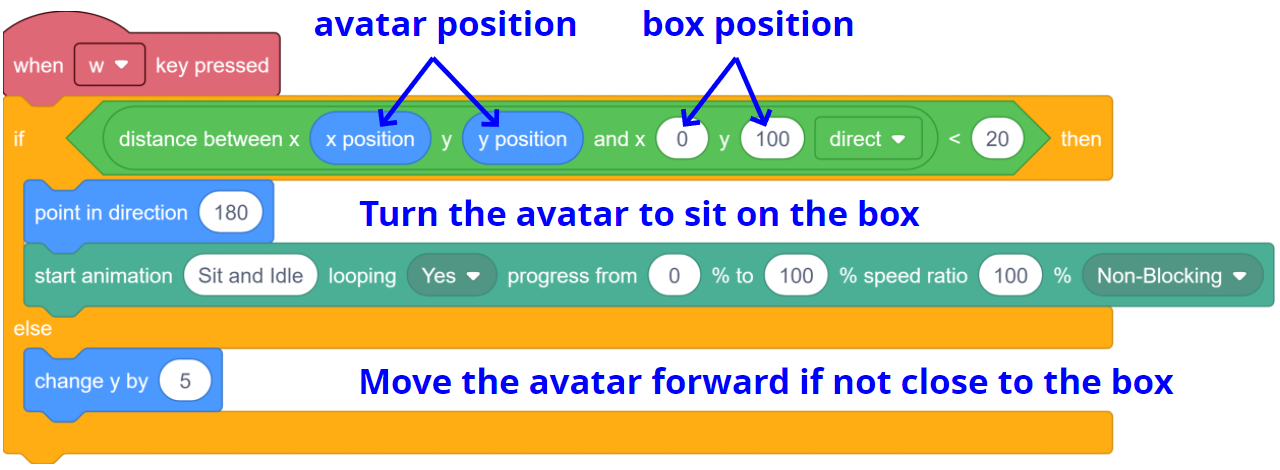 avatar position box position
when w key pressed
if distance between x x position y y position and x 0 y 100 direct < 20 then
point in direction 180 Turn the avatar to sit on the box
start animation Sit and Idle looping Yes progress from 0 % to 100 % speed ratio 100 % Non-Blocking
else
change y by 5 Move the avatar forward if not close to the box